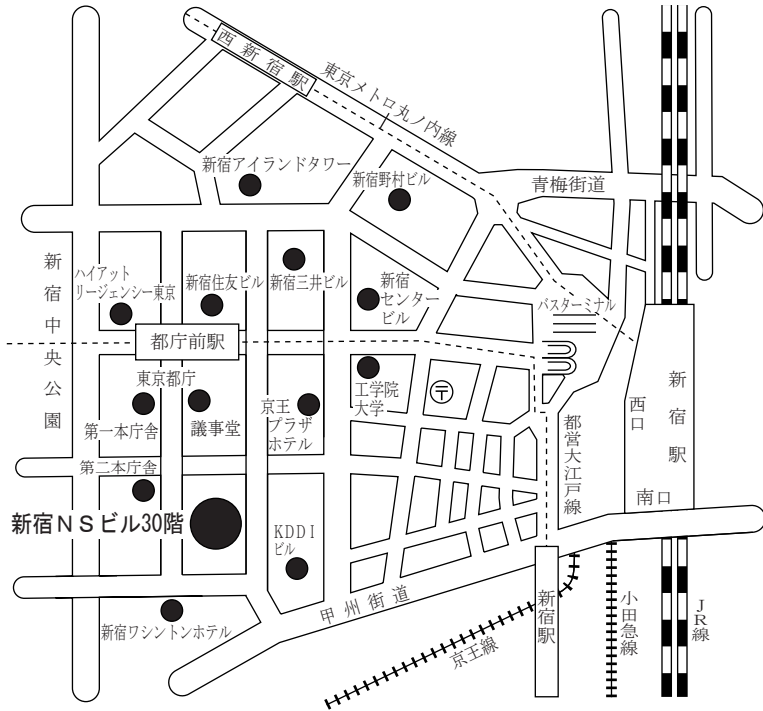 西新宿駅
東京メトロ丸ノ内線
新宿アイランドタワー
新宿野村ビル
青梅街道
新宿中央公園
ハイアット
リージェンシー東京
新宿住友ビル
新宿三井ビル
新宿
センター
ビル
バスターミナル
都庁前駅
東京都庁
第一本庁舎
議事堂
京王
プラザ
ホテル
工学院
大学
〒
都営大江戸線
西口
新宿駅
第二本庁舎
南口
新宿NSビル30階
KDDI
ビル
甲州街道
新宿ワシントンホテル
京王線
新宿駅
小田急線
JR線